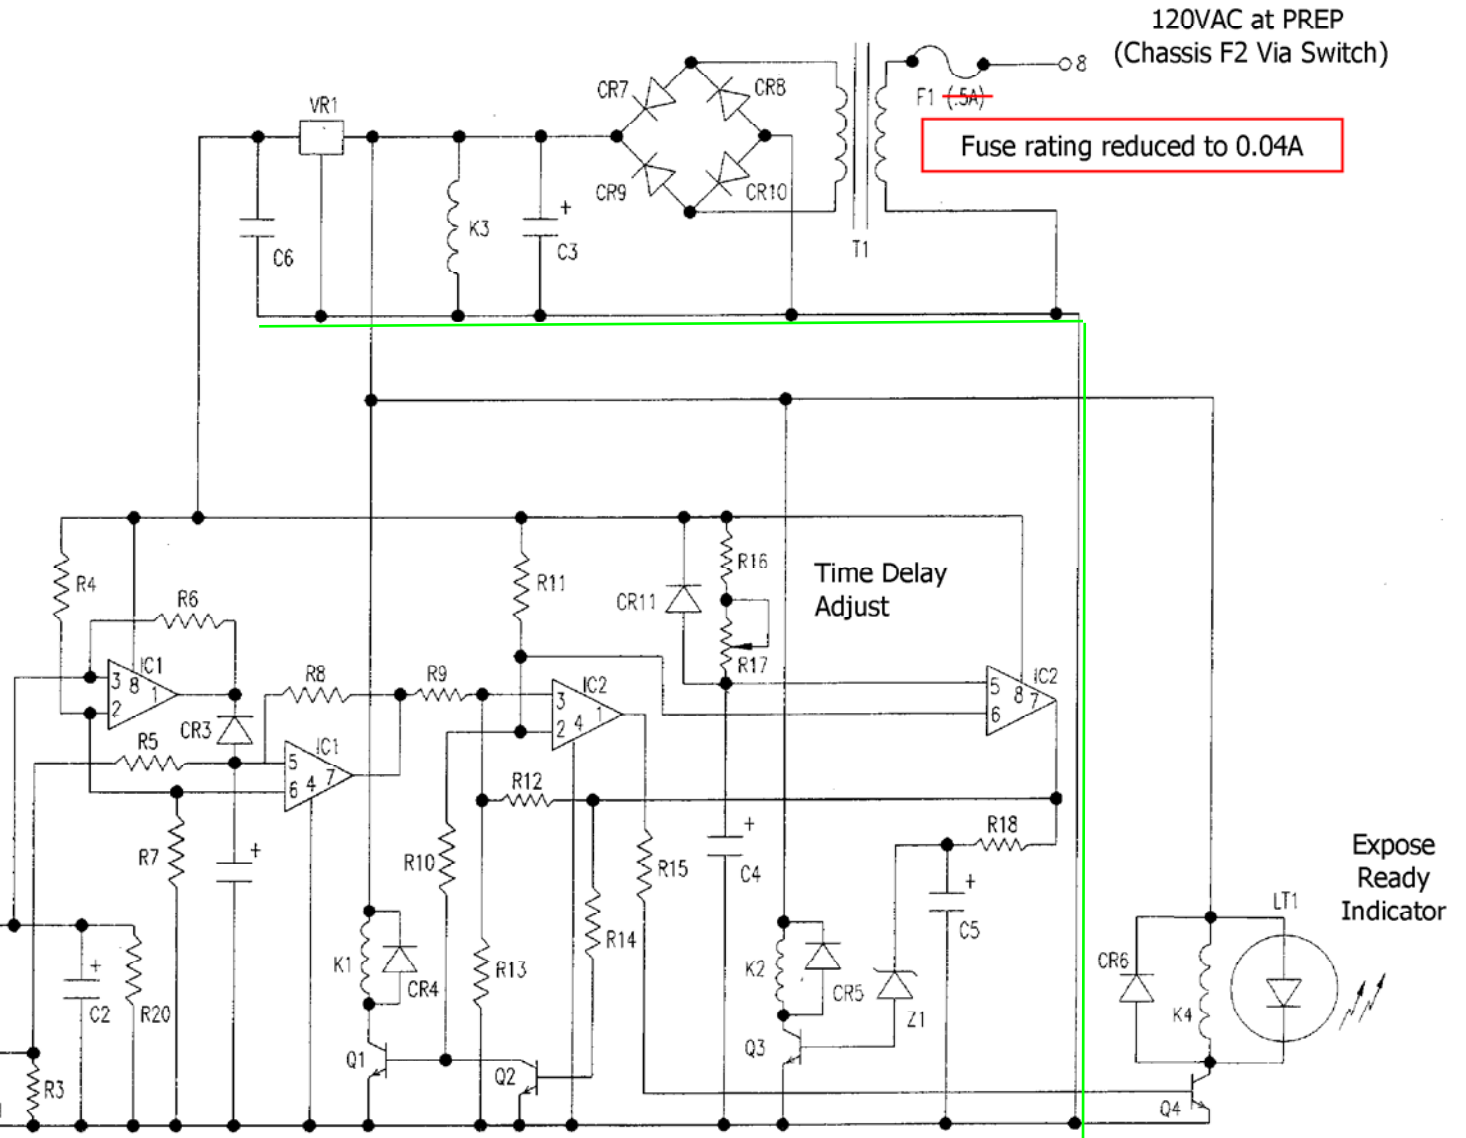 120VAC at PREP
(Chassis F2 Via Switch)
8
F1 (.5A)
Fuse rating reduced to 0.04A
CR7
CR8
VR1
CR9
CR10
K3
+
C3
C6
T1
R4
R6
R11
CR11
R16
Time Delay
Adjust
R17
IC1
3 8 1
2
R8
R9
IC2
3
1
2 4
IC2
5 8 7
6
CR3
R5
IC1
5
7
6 4
R12
R7
+
R10
R15
+
C4
R18
+
C5
Expose
Ready
Indicator
LT1
R14
K1
CR4
R13
K2
CR5
Z1
CR6
K4
+
C2
R20
Q1
Q2
Q3
R3
Q4